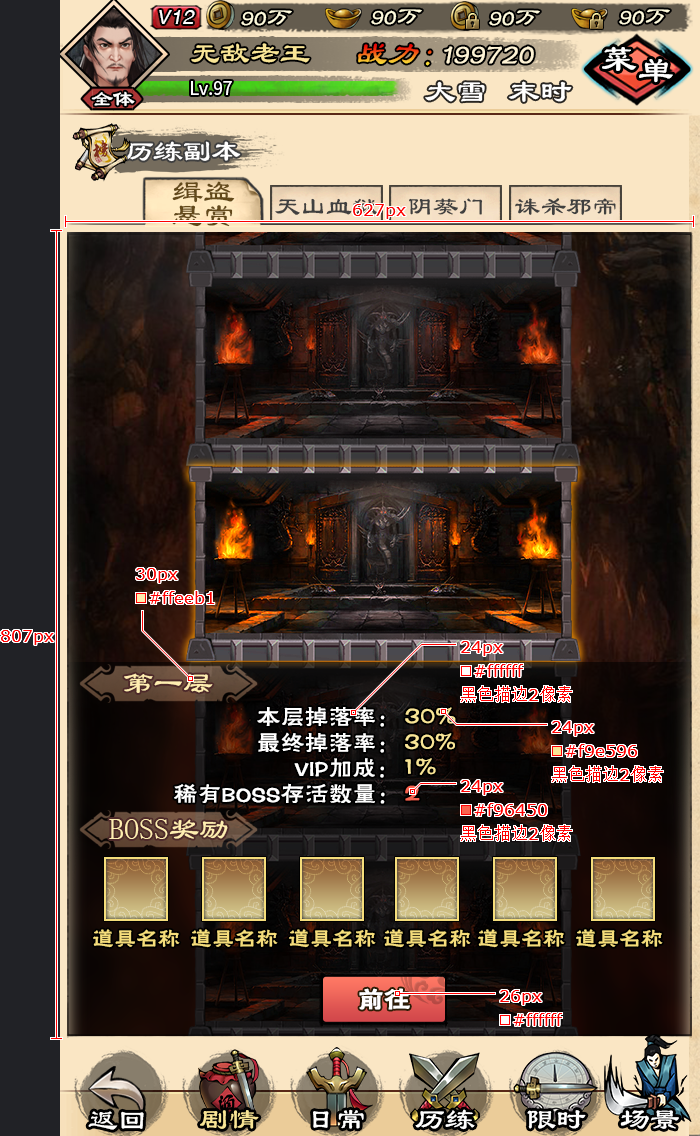 V12 90万 90万 90万 90万
无敌老王 战力:199720
菜单
全体 Lv.97 大雪 末时
历练副本
缉盗悬赏 天山血狱 阴葵门 诛杀邪帝
627px
807px
30px
#ffeeb1
第一层
24px
#ffffff
黑色描边2像素
本层掉落率: 30%
24px
#f9e596
黑色描边2像素
最终掉落率: 30%
VIP加成: 1%
稀有BOSS存活数量: 2
24px
#f96450
黑色描边2像素
BOSS奖励
道具名称 道具名称 道具名称 道具名称 道具名称 道具名称
前往
26px
#ffffff
返回 剧情 日常 历练 限时 场景